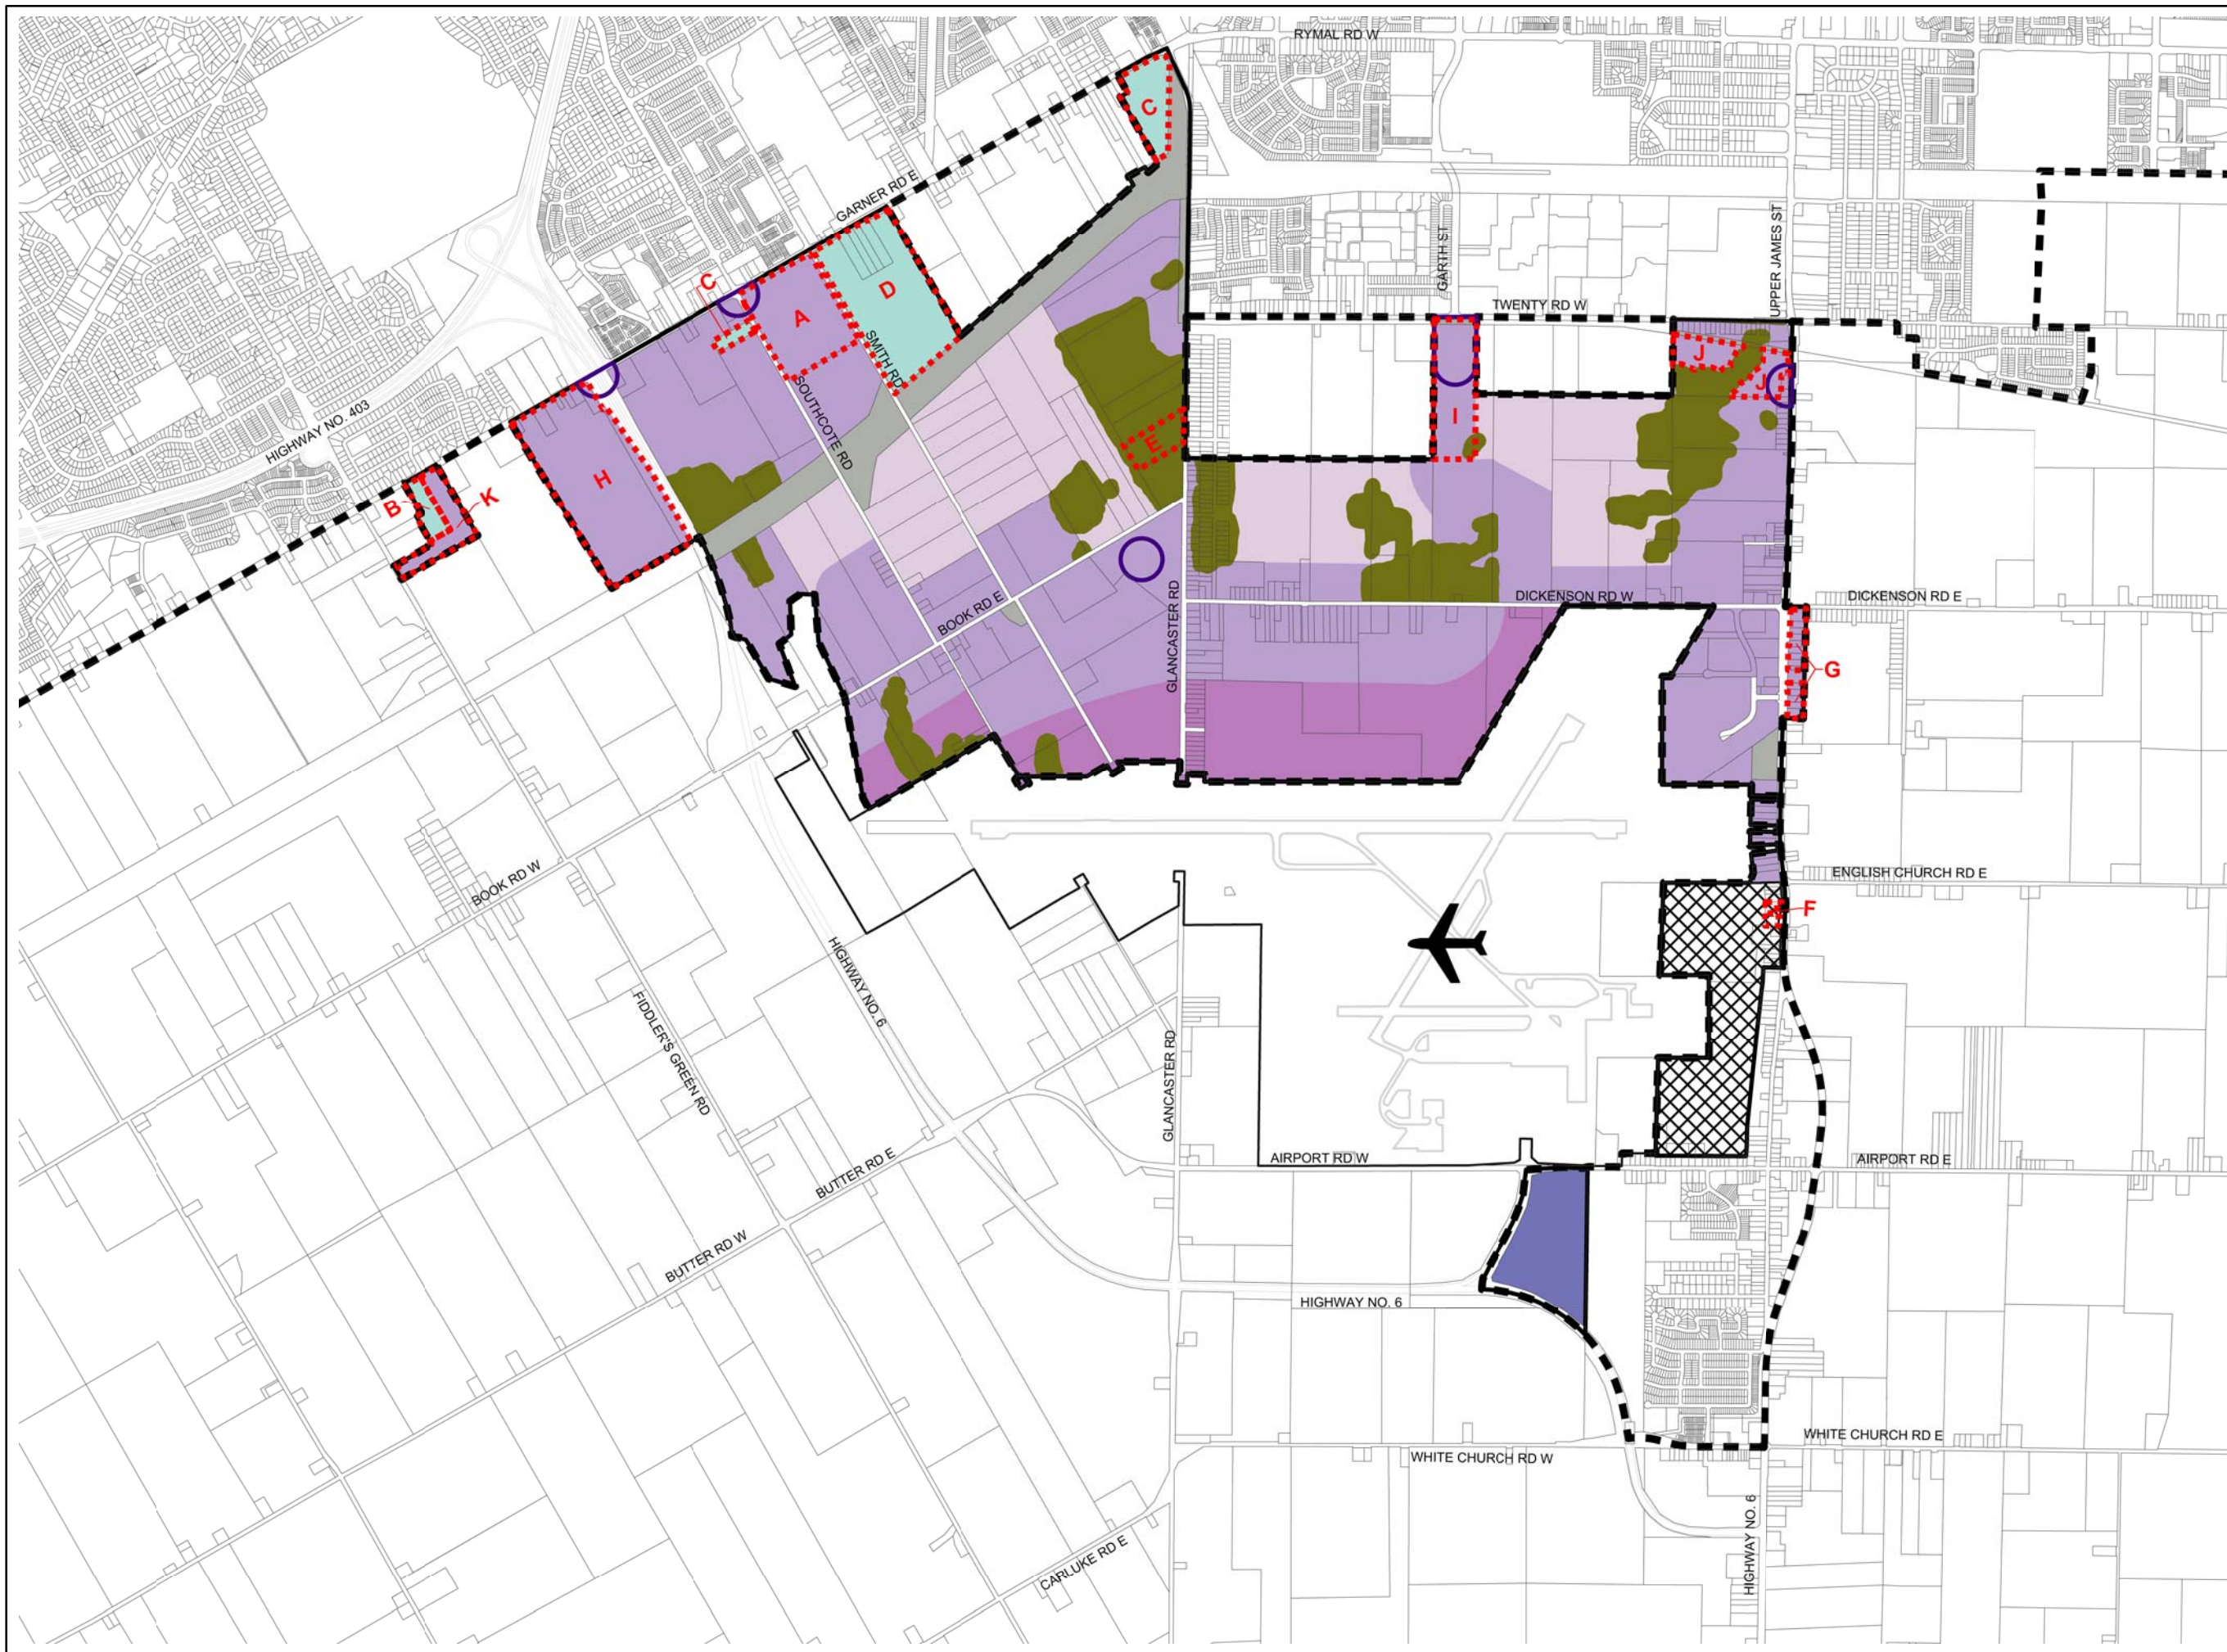 RYMAL RD W
C
GARNER RD E
UPPER JAMES ST
GARTH ST
C
D
TWENTY RD W
A
SMITH RD
J
J
SOUTHCOTE RD
HIGHWAY NO. 403
I
E
H
B
K
DICKENSON RD W
DICKENSON RD E
BOOK RD E
GLANCASTER RD
G
BOOK RD W
ENGLISH CHURCH RD E
F
HIGHWAY NO. 6
FIDDLER'S GREEN RD
GLANCASTER RD
AIRPORT RD W
AIRPORT RD E
BUTTER RD E
BUTTER RD W
HIGHWAY NO. 6
WHITE CHURCH RD E
WHITE CHURCH RD W
HIGHWAY NO. 6
CARLUKE RD E